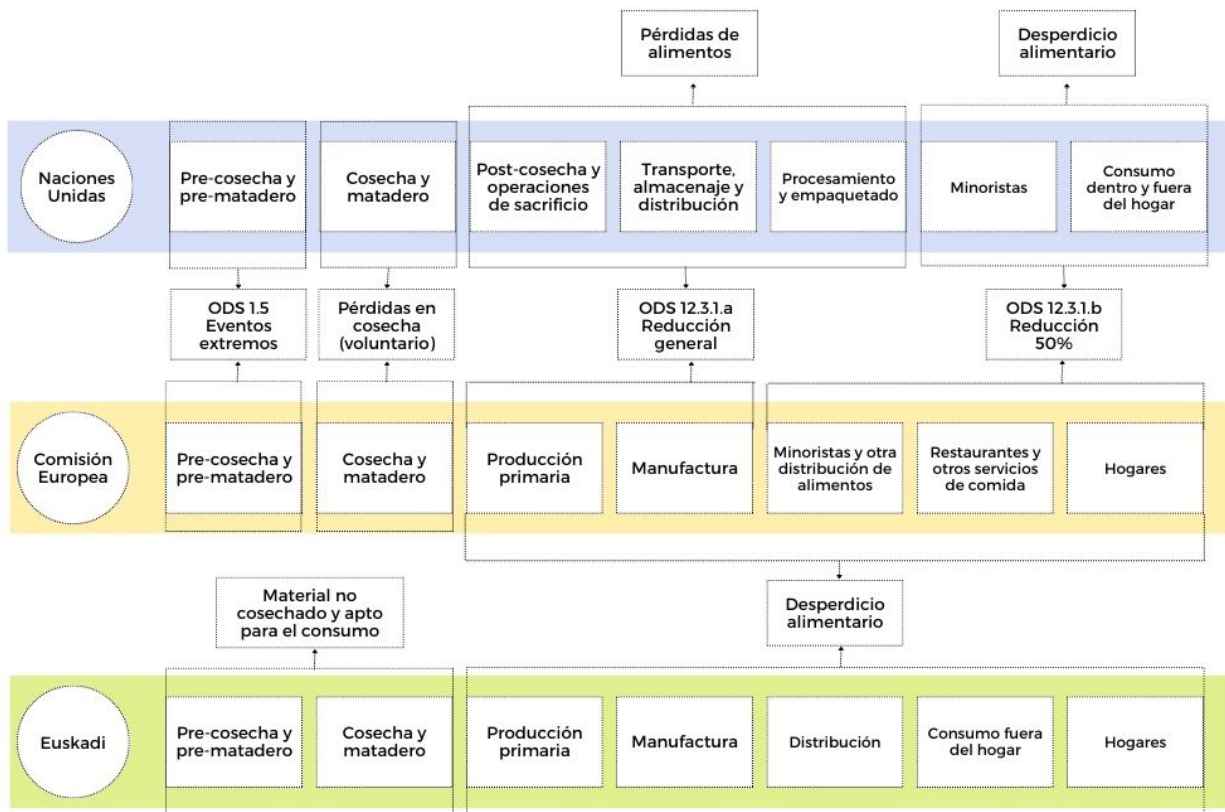 Pérdidas de
alimentos
Desperdicio
alimentario
Naciones
Unidas
Pre-cosecha y
pre-matadero
Cosecha y
matadero
Post-cosecha y
operaciones
de sacrificio
Transporte,
almacenaje y
distribución
Procesamiento
y empaquetado
Minoristas
Consumo
dentro y fuera
del hogar
ODS 1.5
Eventos
extremos
Pérdidas en
cosecha
(voluntario)
ODS 12.3.1.a
Reducción
general
ODS 12.3.1.b
Reducción
50%
Comisión
Europea
Pre-cosecha y
pre-matadero
Cosecha y
matadero
Producción
primaria
Manufactura
Minoristas y otra
distribución de
alimentos
Restaurantes y
otros servicios
de comida
Hogares
Material no
cosechado y apto
para el consumo
Desperdicio
alimentario
Euskadi
Pre-cosecha y
pre-matadero
Cosecha y
matadero
Producción
primaria
Manufactura
Distribución
Consumo fuera
del hogar
Hogares